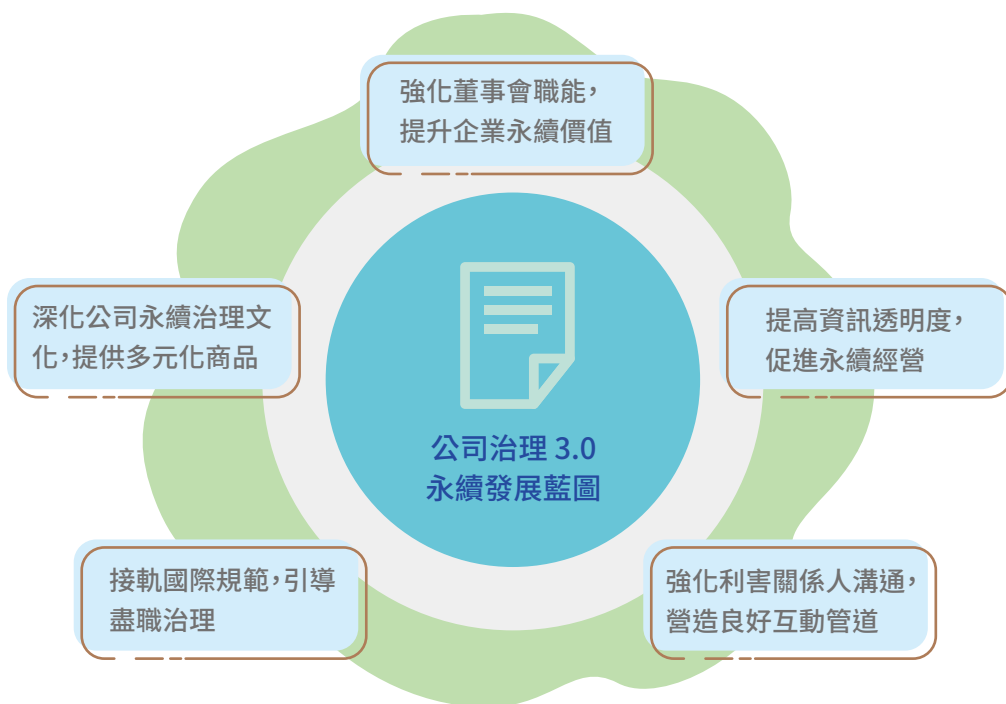 強化董事會職能，
提升企業永續價值
深化公司永續治理文
化，提供多元化商品
提高資訊透明度，
促進永續經營
公司治理 3.0
永續發展藍圖
接軌國際規範，引導
盡職治理
強化利害關係人溝通，
營造良好互動管道